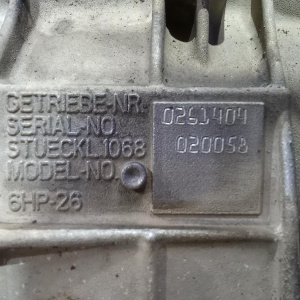 GETRIEBE-NR.
SERIAL-NO.
STUECKL.1068
MODEL-NO.
6HP-26
0261404
020058